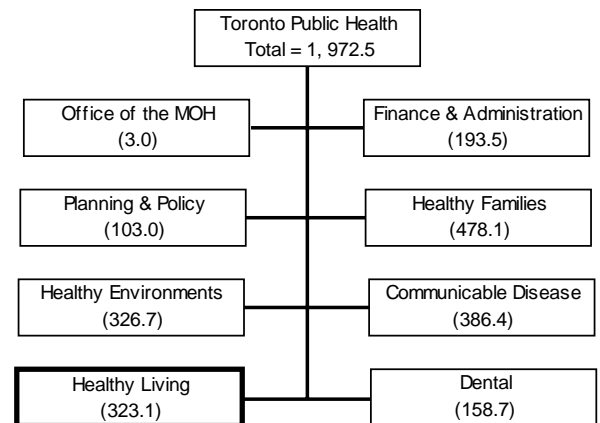 Toronto Public Health
Total = 1, 972.5
Office of the MOH
(3.0)
Finance & Administration
(193.5)
Planning & Policy
(103.0)
Healthy Families
(478.1)
Healthy Environments
(326.7)
Communicable Disease
(386.4)
Healthy Living
(323.1)
Dental
(158.7)